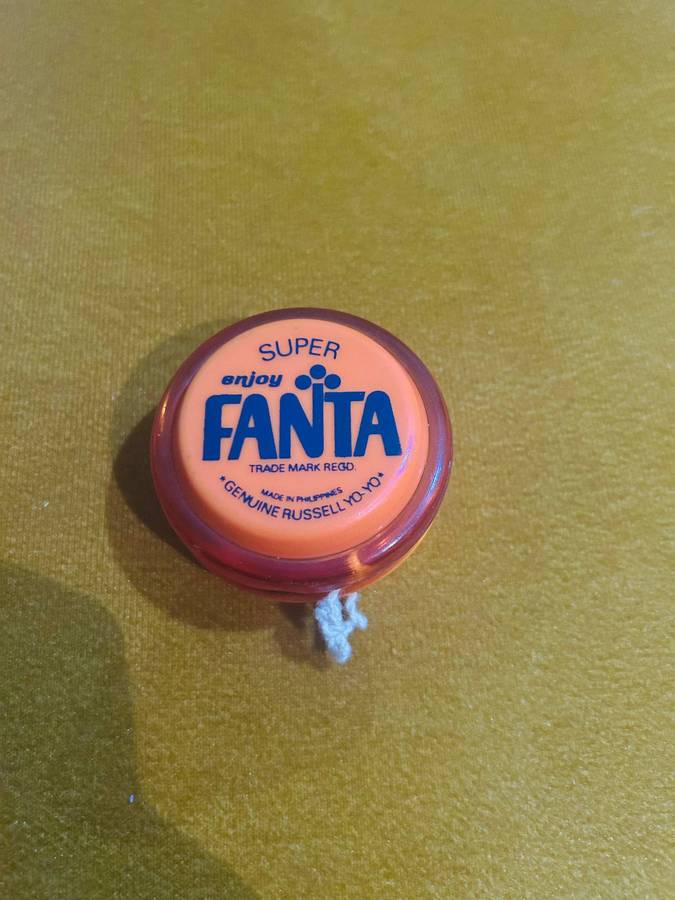 SUPER
enjoy
FANTA
TRADE MARK REGD.
MADE IN PHILIPPINES
*GENUINE RUSSELL YO-YO*